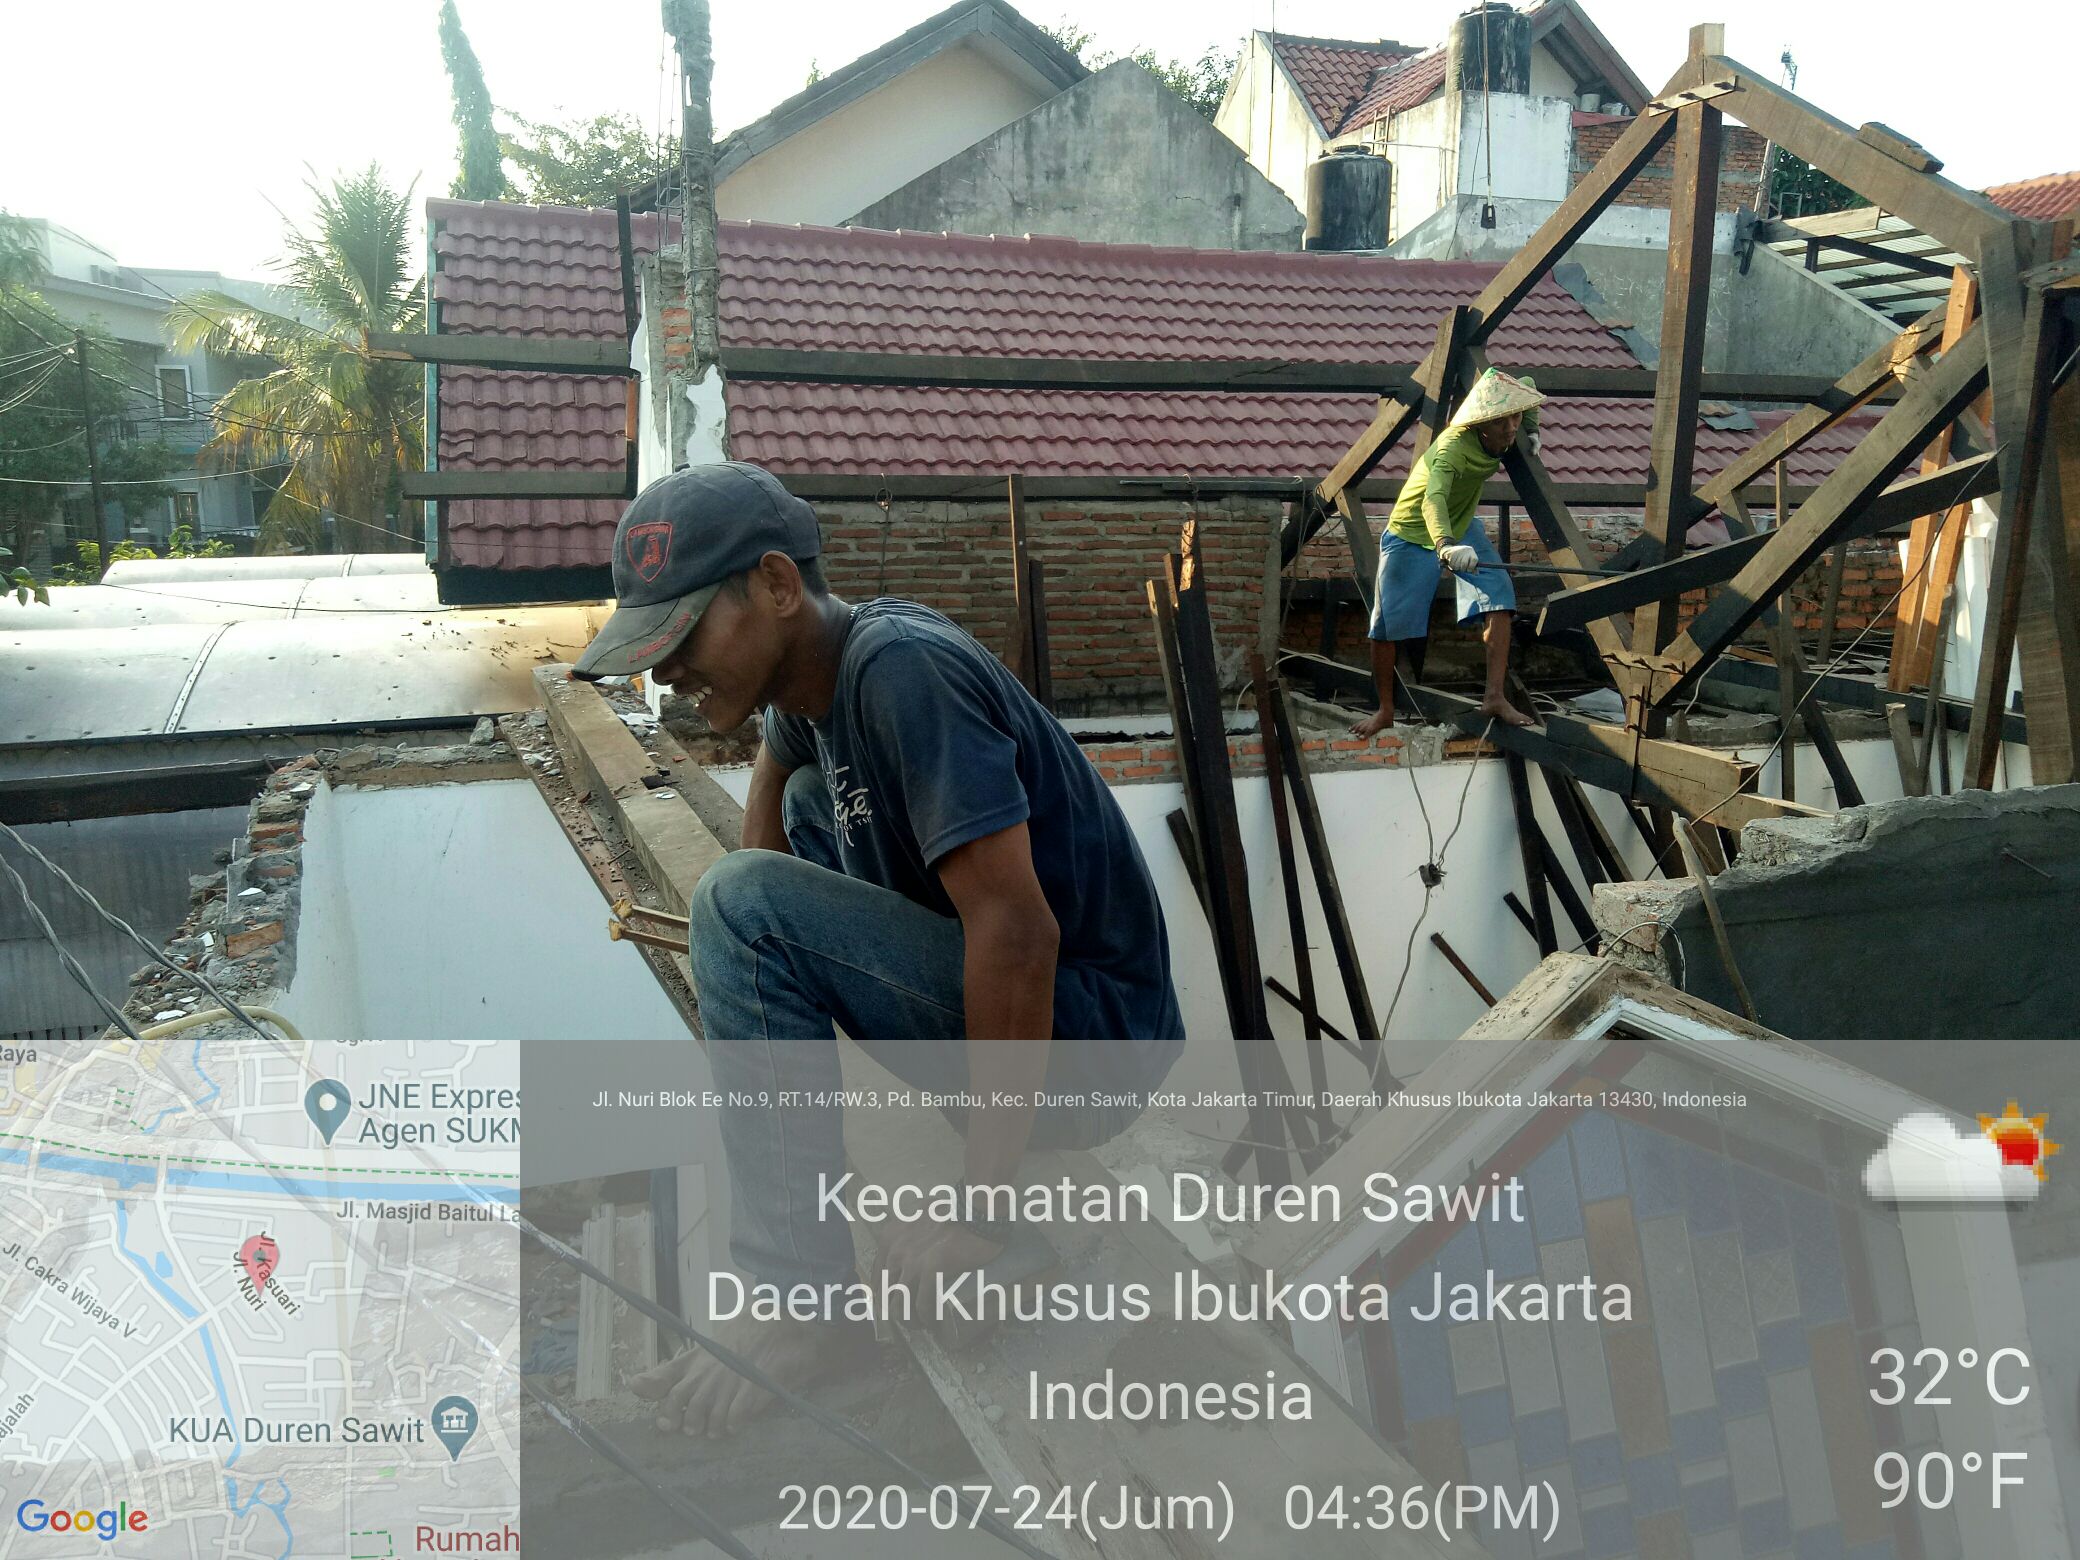 LAMBORGHINI
Raya
JNE Expres
Agen SUKM
Jl. Masjid Baitul La
Jl. Kasuari
Jl. Nuri
Jl. Cakra Wijaya V
KUA Duren Sawit
Google
Rumah
Jl. Nuri Blok Ee No.9, RT.14/RW.3, Pd. Bambu, Kec. Duren Sawit, Kota Jakarta Timur, Daerah Khusus Ibukota Jakarta 13430, Indonesia
Kecamatan Duren Sawit
Daerah Khusus Ibukota Jakarta
Indonesia
2020-07-24(Jum) 04:36(PM)
32°C
90°F